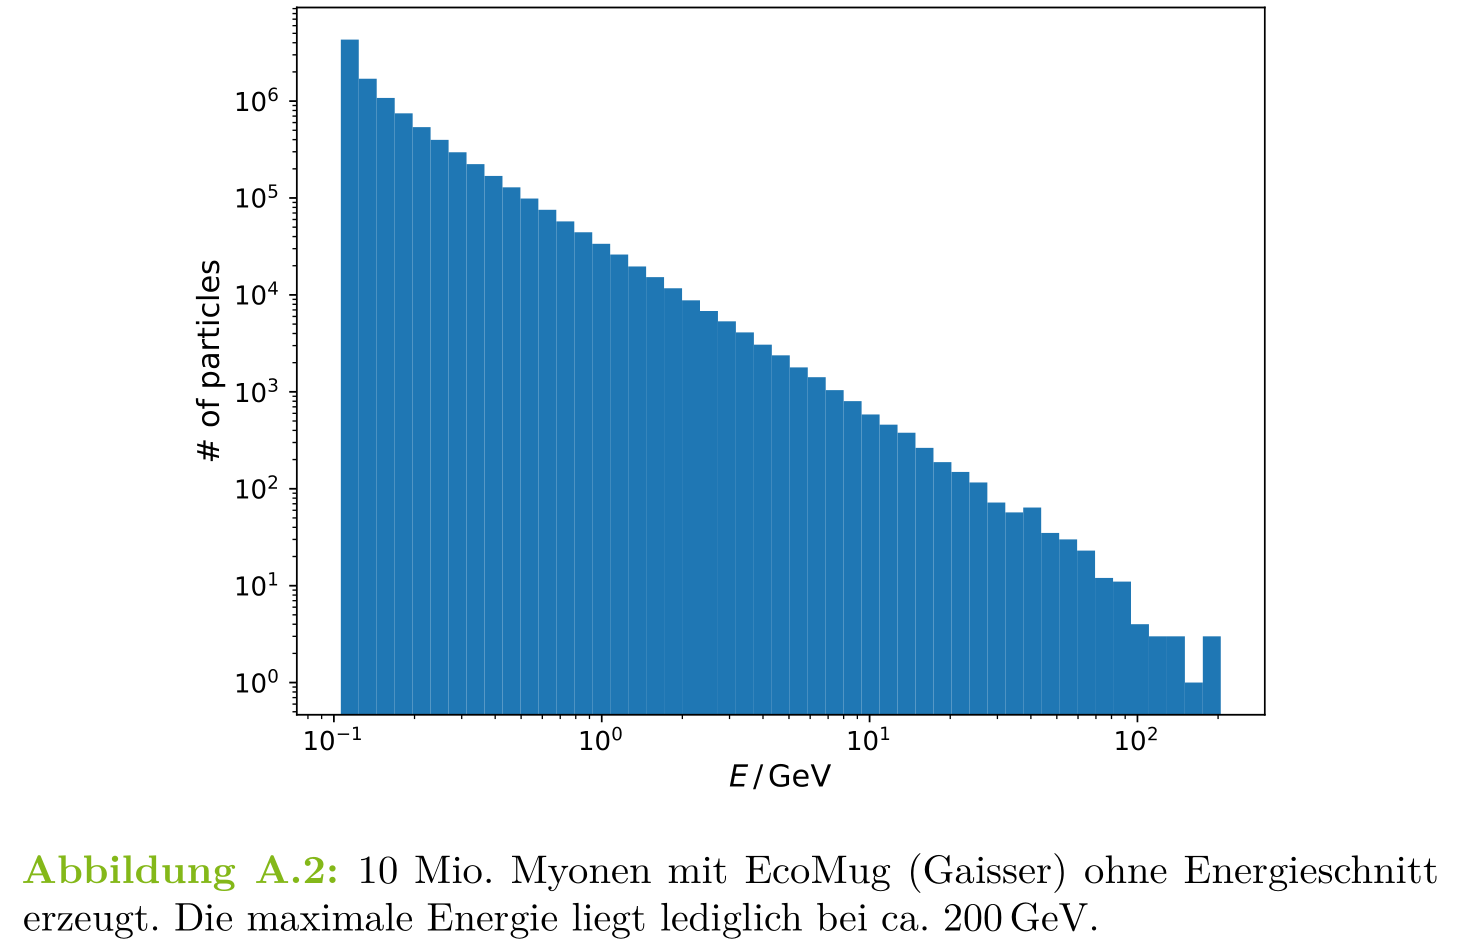 10⁶
10⁵
10⁴
10³
10²
10¹
10⁰
# of particles
10⁻¹ 10⁰ 10¹ 10²
E / GeV
Abbildung A.2: 10 Mio. Myonen mit EcoMug (Gaisser) ohne Energieschnitt
erzeugt. Die maximale Energie liegt lediglich bei ca. 200 GeV.